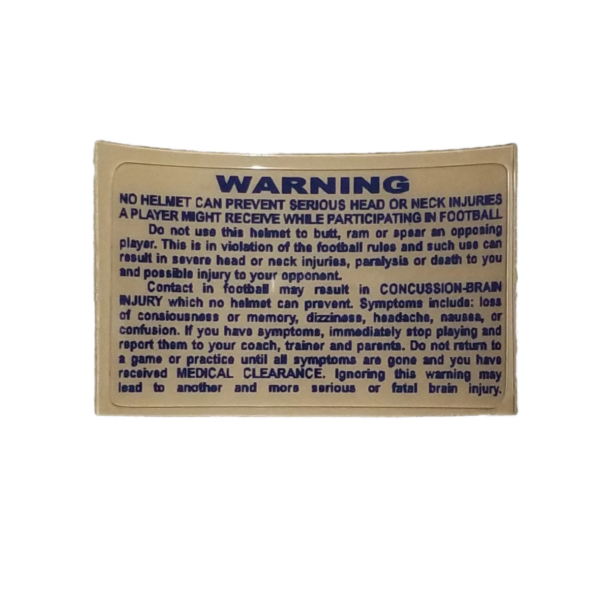 WARNING
NO HELMET CAN PREVENT SERIOUS HEAD OR NECK INJURIES
A PLAYER MIGHT RECEIVE WHILE PARTICIPATING IN FOOTBALL
Do not use this helmet to butt, ram or spear an opposing
player. This is in violation of the football rules and such use can
result in severe head or neck injuries, paralysis or death to you
and possible injury to your opponent.
Contact in football may result in CONCUSSION-BRAIN
INJURY which no helmet can prevent. Symptoms include: loss
of consiousness or memory, dizziness, headache, nausea, or
confusion. If you have symptoms, immediately stop playing and
report them to your coach, trainer and parents. Do not return to
a game or practice until all symptoms are gone and you have
received MEDICAL CLEARANCE. Ignoring this warning may
lead to another and more serious or fatal brain injury.